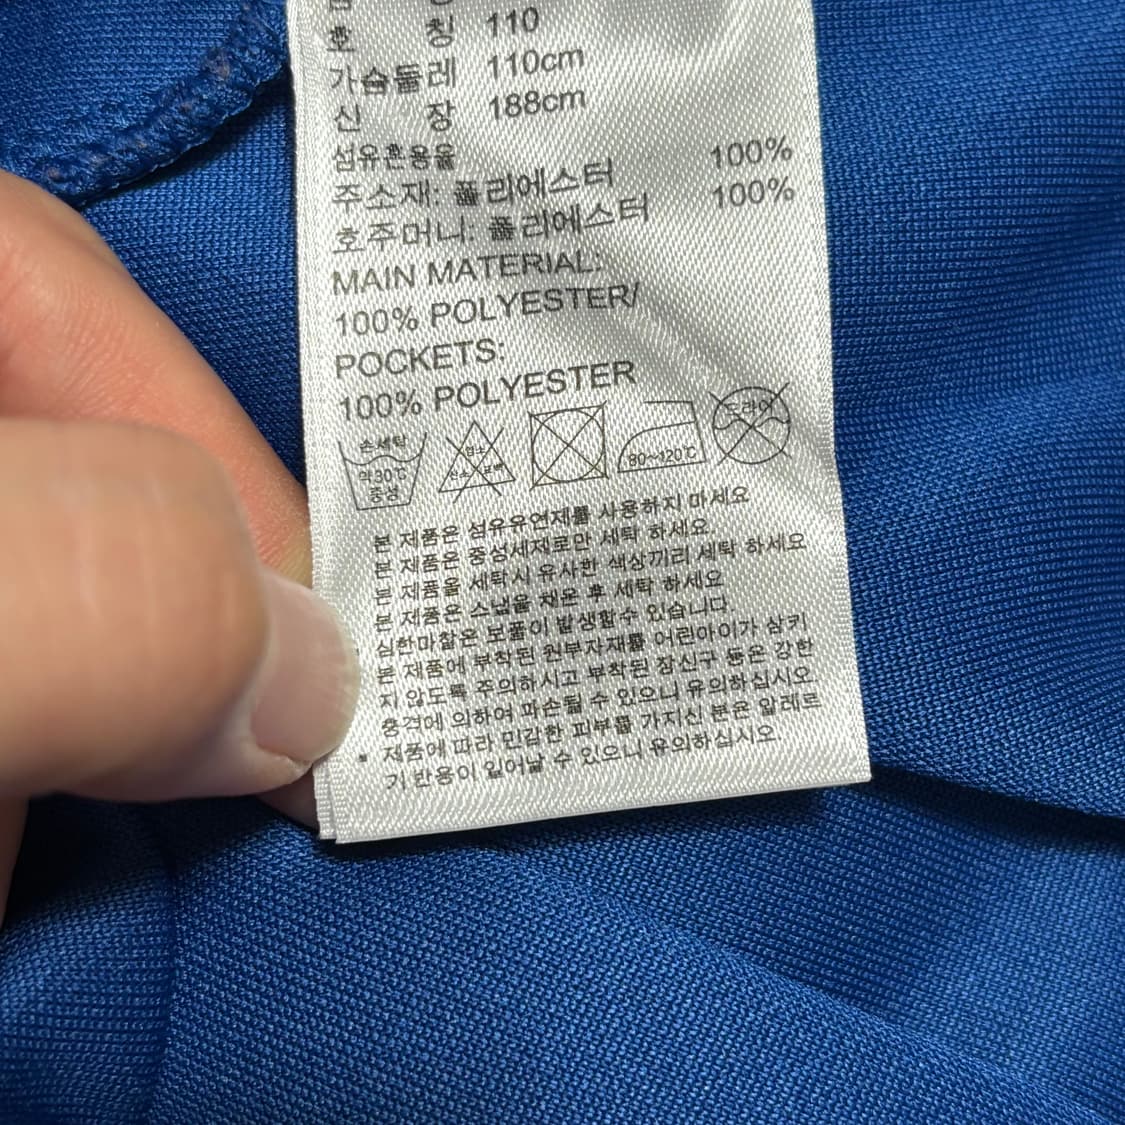 호 칭 110
가슴둘레 110cm
신 장 188cm
섬유혼용율
주소재: 폴리에스터 100%
호주머니: 폴리에스터 100%
MAIN MATERIAL:
100% POLYESTER/
POCKETS:
100% POLYESTER
손세탁
약30℃
중성
염소
산소 표백
80~120℃
드라이
본 제품은 섬유유연제를 사용하지 마세요
본 제품은 중성세제로만 세탁 하세요
본 제품을 세탁시 유사한 색상끼리 세탁 하세요
본 제품은 스냅을 채운 후 세탁 하세요
심한마찰은 보풀이 발생할수 있습니다.
본 제품에 부착된 원부자재를 어린아이가 삼키
지 않도록 주의하시고 부착된 장신구 등은 강한
충격에 의하여 파손될 수 있으니 유의하십시오
* 제품에 따라 민감한 피부를 가지신 분은 알레르
기 반응이 일어날 수 있으니 유의하십시오.